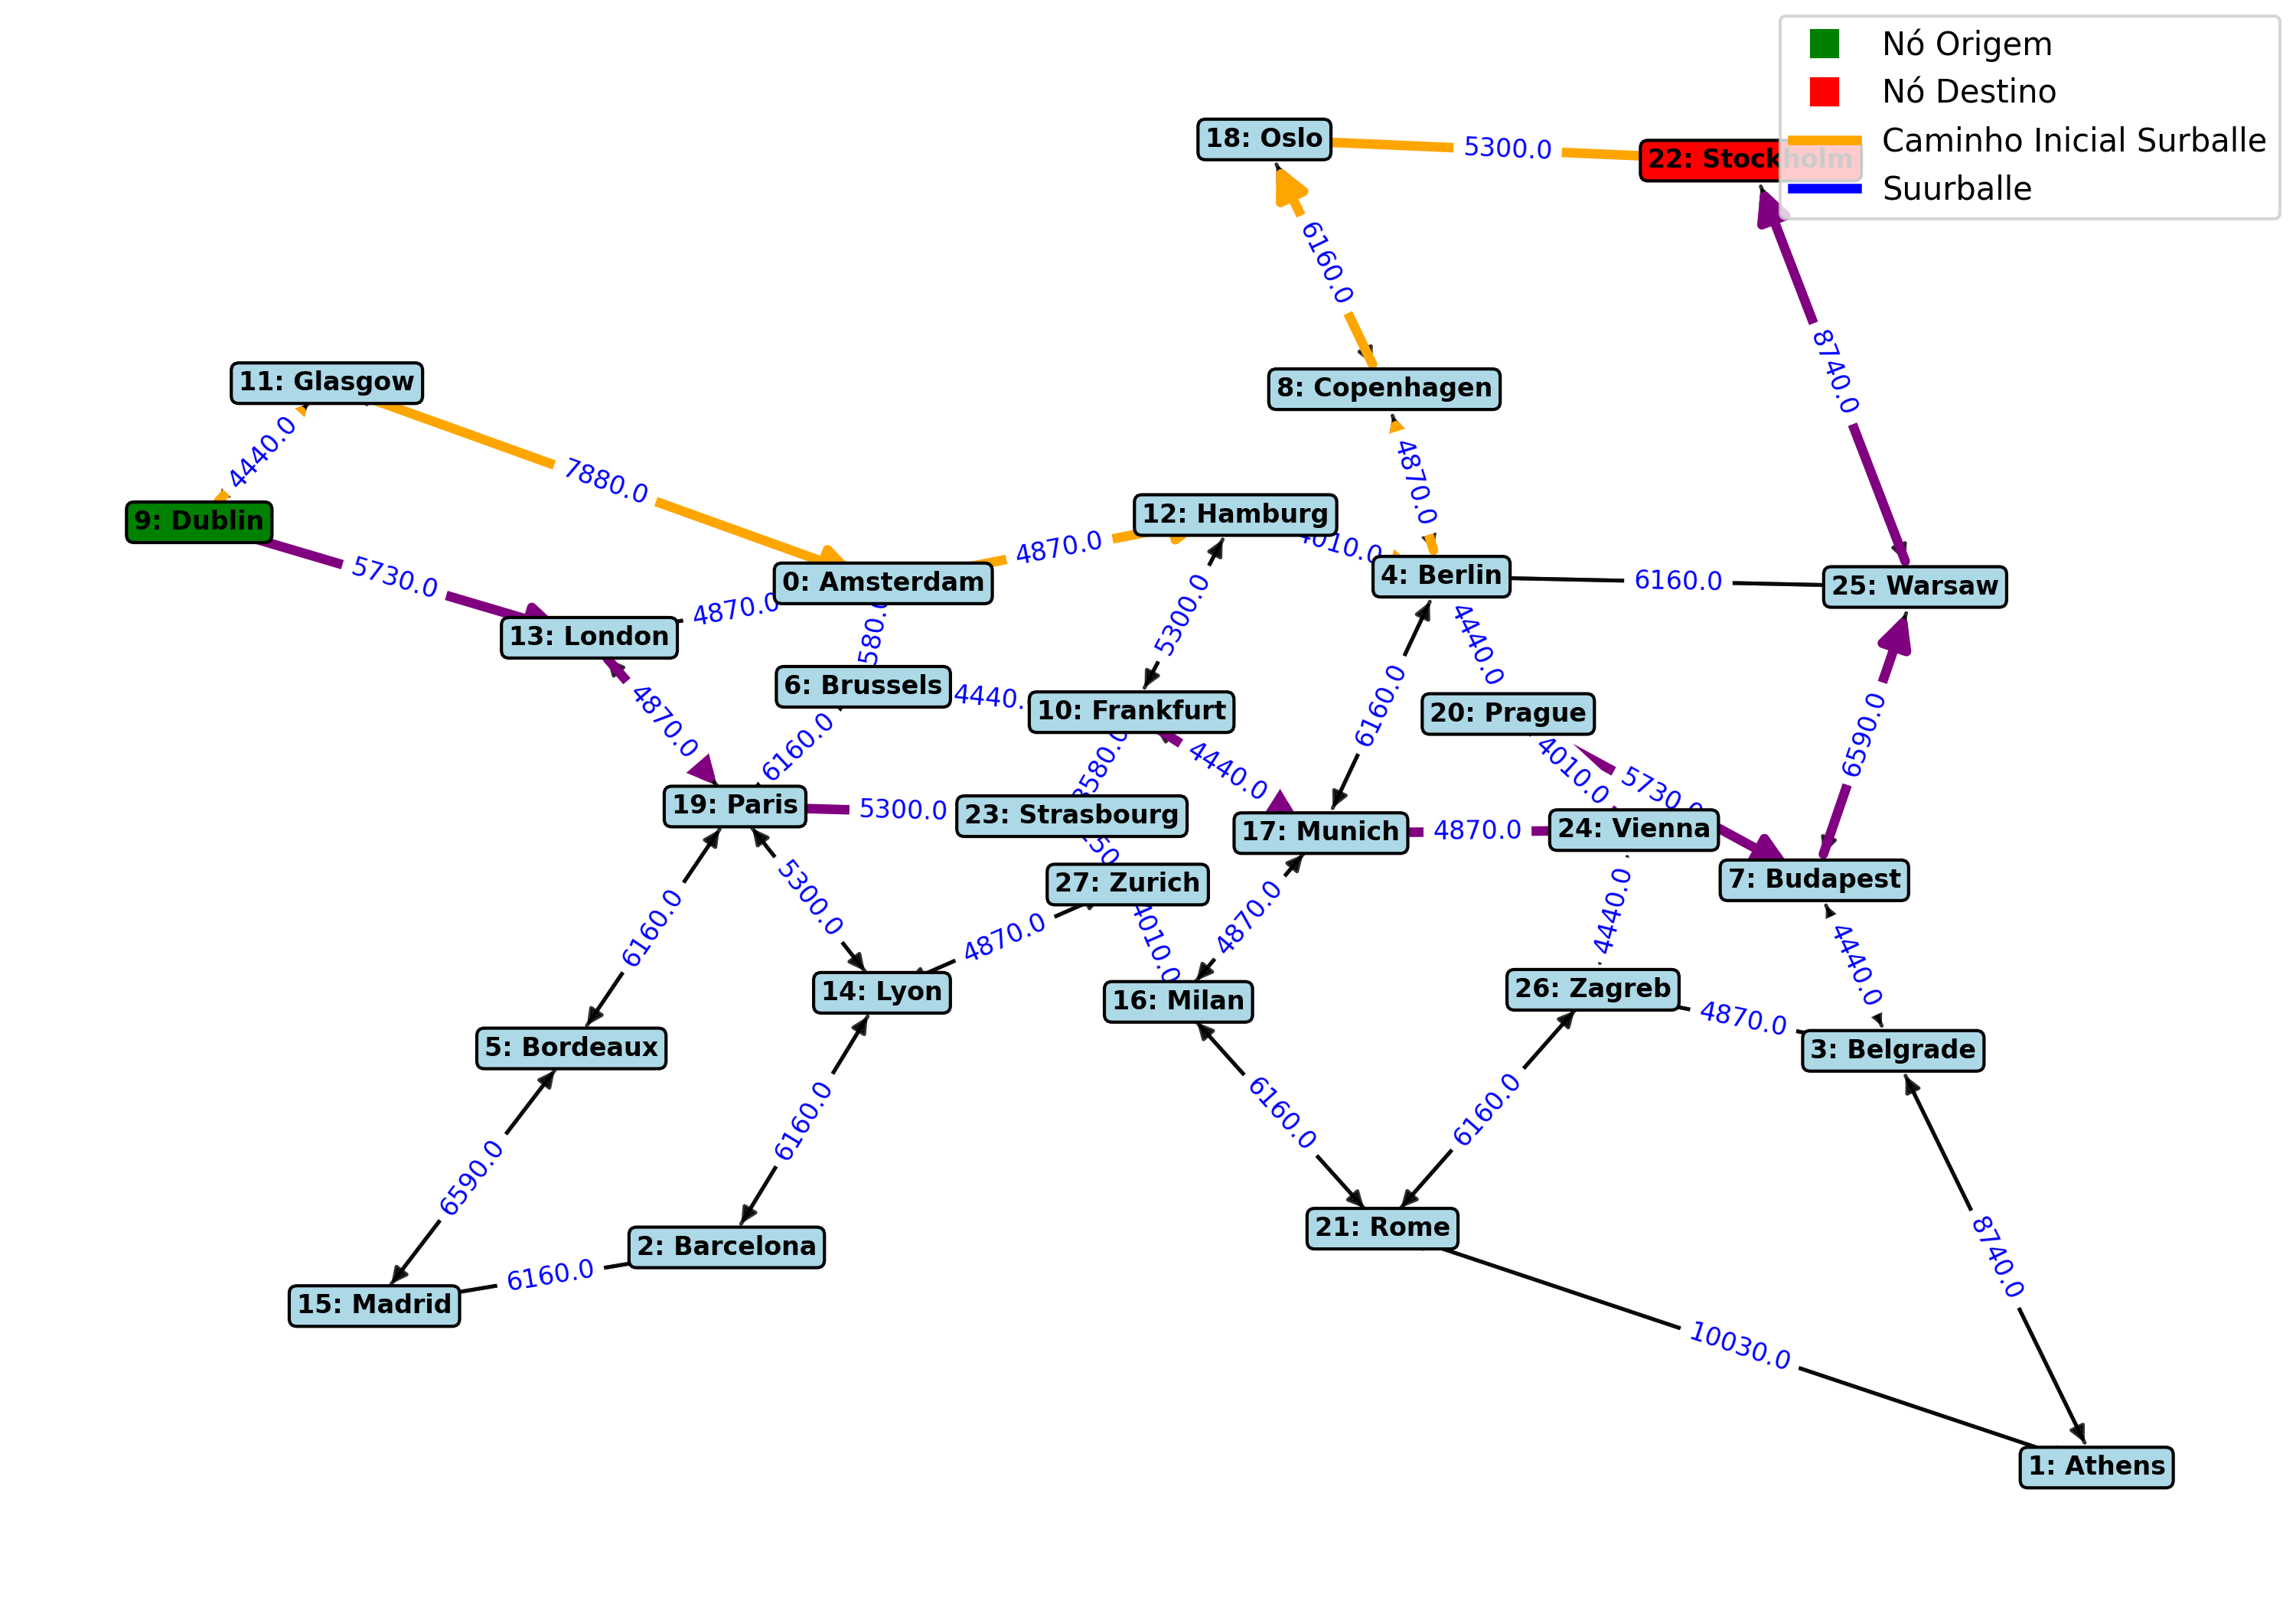 Nó Origem
Nó Destino
Caminho Inicial Surballe
Suurballe
18: Oslo
5300.0
22: Stockholm
6160.0
8740.0
11: Glasgow
8: Copenhagen
4440.0
7880.0
4870.0
9: Dublin
12: Hamburg
4870.0
4010.0
5730.0
0: Amsterdam
4: Berlin
6160.0
25: Warsaw
4870.0
13: London
580.0
5300.0
4440.0
6: Brussels
4440.
10: Frankfurt
20: Prague
4870.0
6160.0
6160.0
6590.0
3580.0
4440.0
4010.0
5730.0
19: Paris
5300.0
23: Strasbourg
17: Munich
4870.0
24: Vienna
27: Zurich
7: Budapest
5300.0
6160.0
4870.0
4010.0
4870.0
4440.0
4440.0
14: Lyon
16: Milan
26: Zagreb
4870.0
5: Bordeaux
3: Belgrade
6590.0
6160.0
6160.0
6160.0
8740.0
21: Rome
2: Barcelona
6160.0
15: Madrid
10030.0
1: Athens